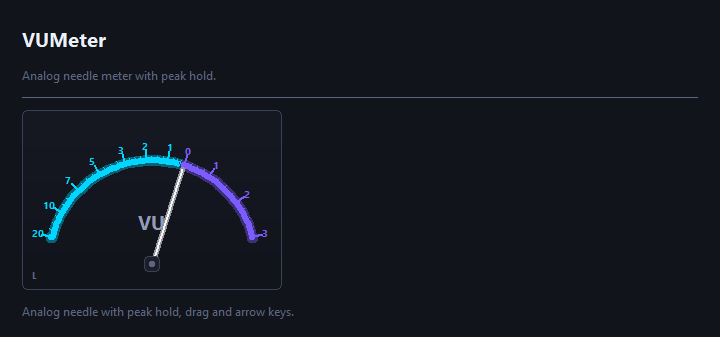 VUMeter
Analog needle meter with peak hold.
20 10 7 5 3 2 1 0 1 2 3
VU
L
Analog needle with peak hold, drag and arrow keys.